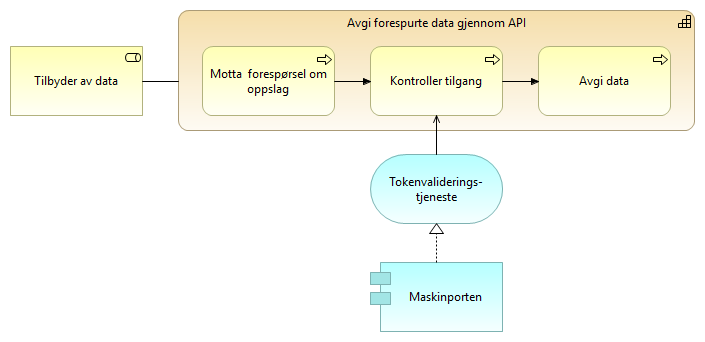 Avgi forespurte data gjennom API
Tilbyder av data
Motta forespørsel om
oppslag
Kontroller tilgang
Avgi data
Tokenvaliderings-
tjeneste
Maskinporten